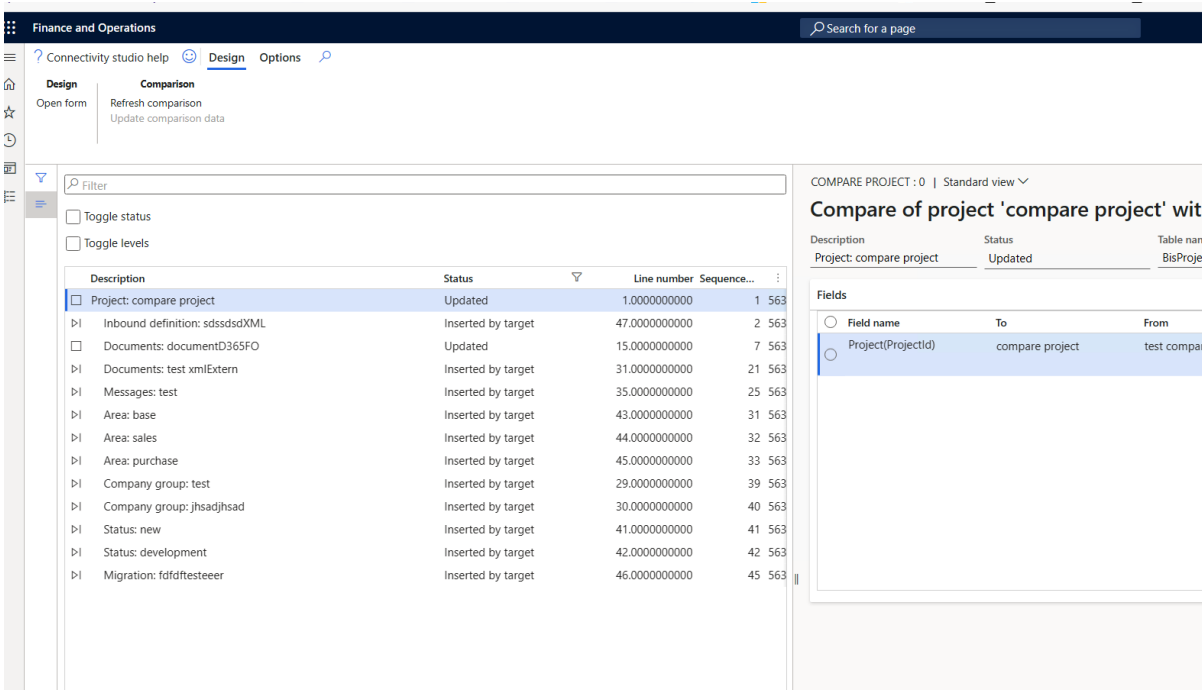 Finance and Operations
Search for a page
? Connectivity studio help Design Options
Design Comparison
Open form Refresh comparison
Update comparison data
Filter
Toggle status
Toggle levels
Description Status Line number Sequence...
Project: compare project Updated 1.0000000000 1 563
Inbound definition: sdssdsdXML Inserted by target 47.0000000000 2 563
Documents: documentD365FO Updated 15.0000000000 7 563
Documents: test xmlExtern Inserted by target 31.0000000000 21 563
Messages: test Inserted by target 35.0000000000 25 563
Area: base Inserted by target 43.0000000000 31 563
Area: sales Inserted by target 44.0000000000 32 563
Area: purchase Inserted by target 45.0000000000 33 563
Company group: test Inserted by target 29.0000000000 39 563
Company group: jhsadjhsad Inserted by target 30.0000000000 40 563
Status: new Inserted by target 41.0000000000 41 563
Status: development Inserted by target 42.0000000000 42 563
Migration: fdfdftesteeer Inserted by target 46.0000000000 45 563
COMPARE PROJECT : 0 | Standard view
Compare of project 'compare project' wit
Description Status Table nan
Project: compare project Updated BisProje
Fields
Field name To From
Project(ProjectId) compare project test compar